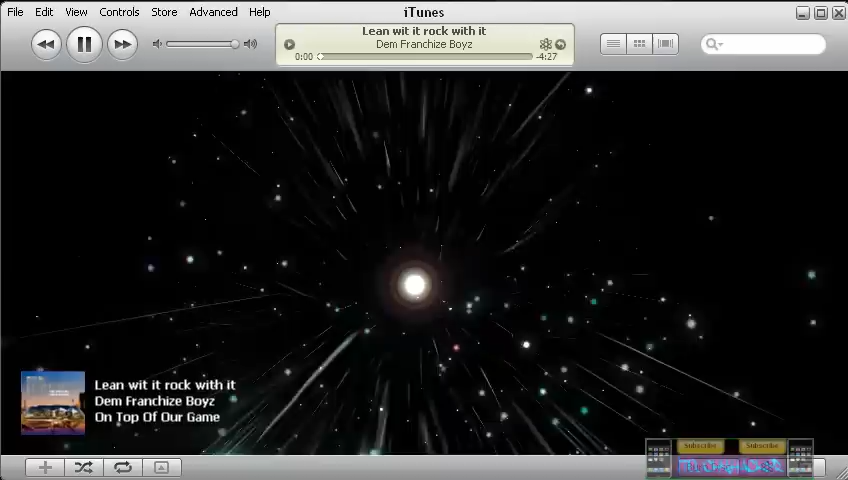 File Edit View Controls Store Advanced Help
iTunes
Lean wit it rock with it
Dem Franchize Boyz
0:00 -4:27
Lean wit it rock with it
Dem Franchize Boyz
On Top Of Our Game
Subscribe Subscribe